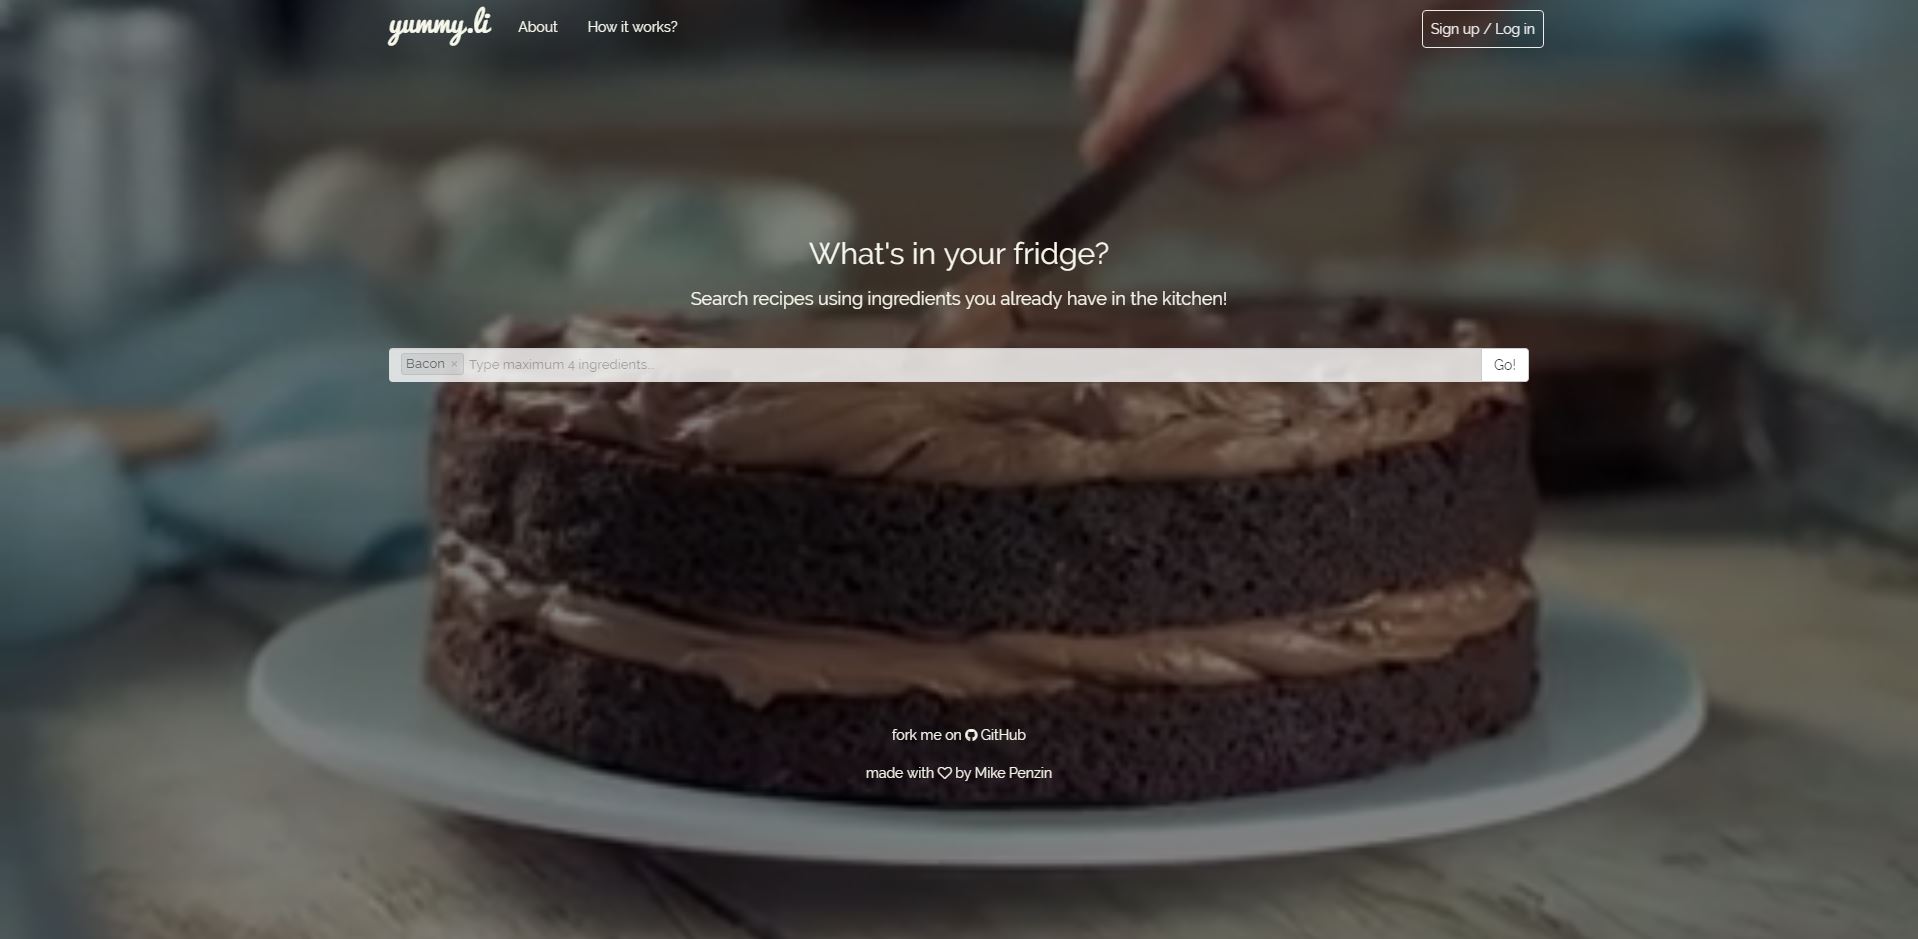 yummy.li
About
How it works?
Sign up / Log in
What's in your fridge?
Search recipes using ingredients you already have in the kitchen!
Bacon × Type maximum 4 ingredients...
Go!
fork me on GitHub
made with ♡ by Mike Penzin